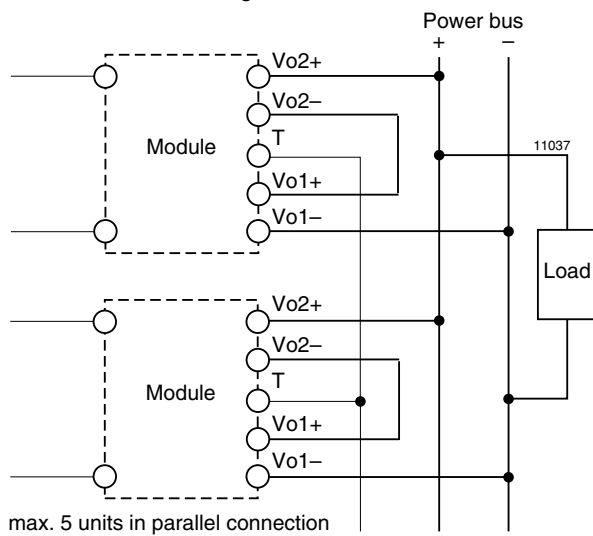 Power bus
+ −
Vo2+
Vo2–
T
Vo1+
Vo1–
Module
11037
Load
Vo2+
Vo2–
T
Vo1+
Vo1–
Module
max. 5 units in parallel connection